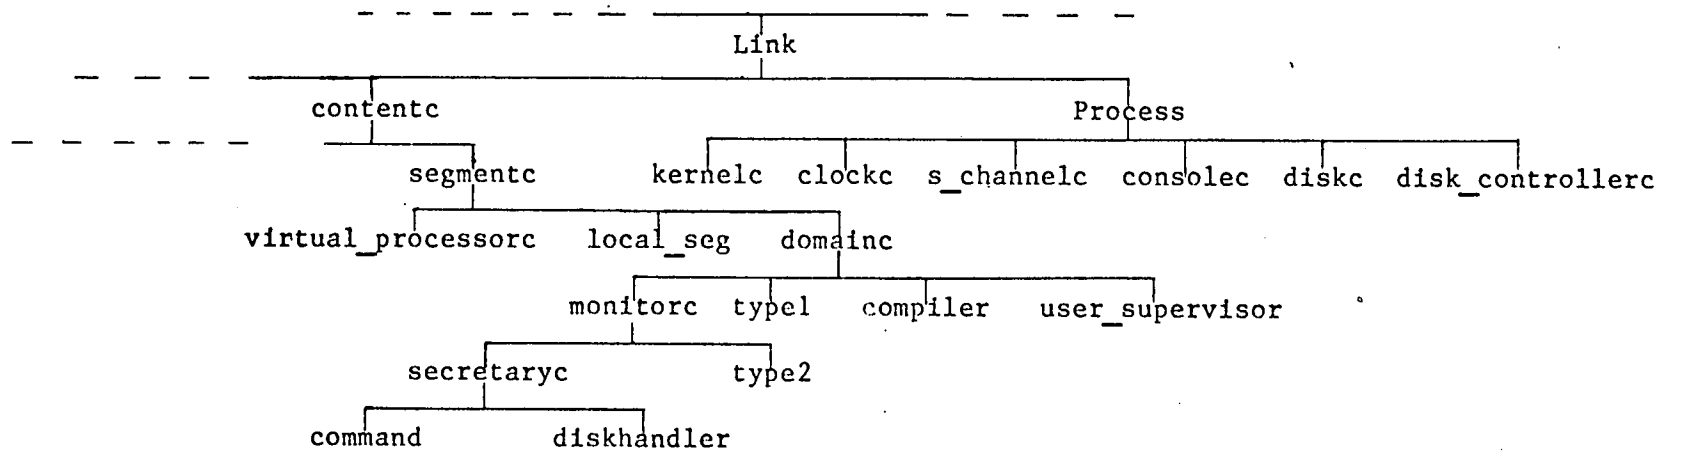 Link
contentc Process
segmentc kernelc clockc s_channelc consolec diskc disk_controllerc
virtual_processorc local_seg domainc
monitorc type1 compiler user_supervisor
secretaryc type2
command diskhandler